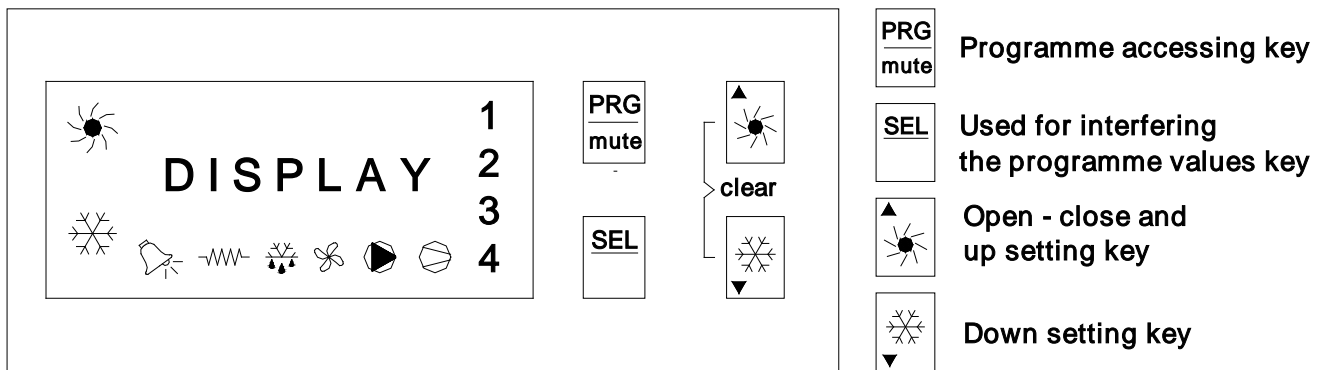 1
DISPLAY
2
3
4
PRG
mute
SEL
clear
PRG
mute
Programme accessing key
SEL
Used for interfering
the programme values key
Open - close and
up setting key
Down setting key